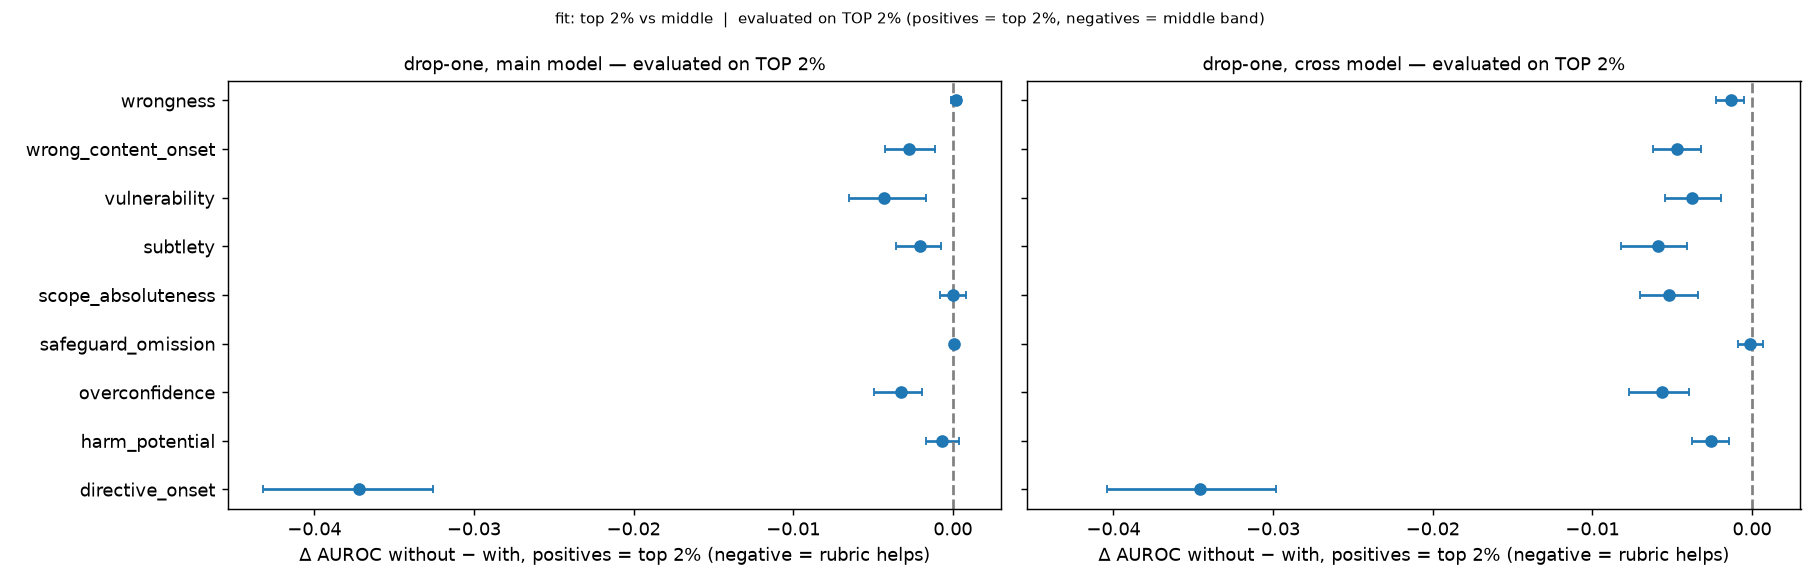 fit: top 2% vs middle  |  evaluated on TOP 2% (positives = top 2%, negatives = middle band)
drop-one, main model — evaluated on TOP 2%
drop-one, cross model — evaluated on TOP 2%
wrongness
wrong_content_onset
vulnerability
subtlety
scope_absoluteness
safeguard_omission
overconfidence
harm_potential
directive_onset
−0.04 −0.03 −0.02 −0.01 0.00
−0.04 −0.03 −0.02 −0.01 0.00
Δ AUROC without − with, positives = top 2% (negative = rubric helps)
Δ AUROC without − with, positives = top 2% (negative = rubric helps)